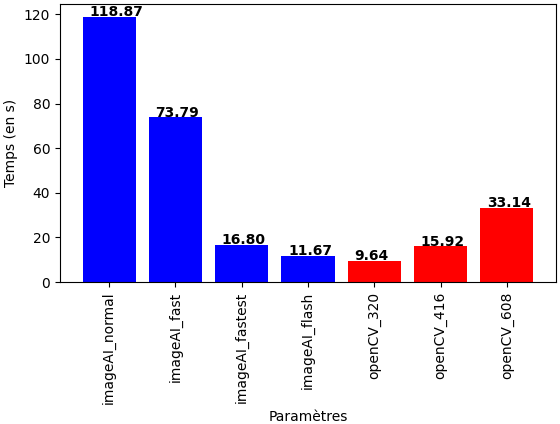 118.87
73.79
16.80
11.67
9.64
15.92
33.14
120
100
80
60
40
20
0
Temps (en s)
imageAI_normal
imageAI_fast
imageAI_fastest
imageAI_flash
openCV_320
openCV_416
openCV_608
Paramètres